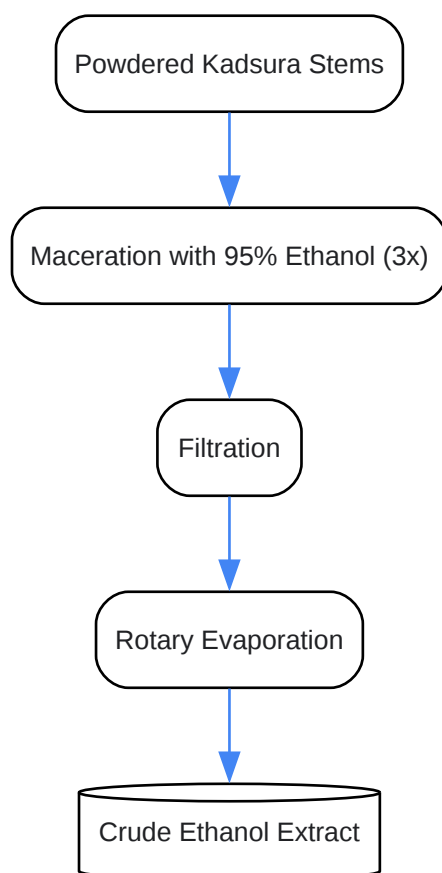 Powdered Kadsura Stems
Maceration with 95% Ethanol (3x)
Filtration
Rotary Evaporation
Crude Ethanol Extract